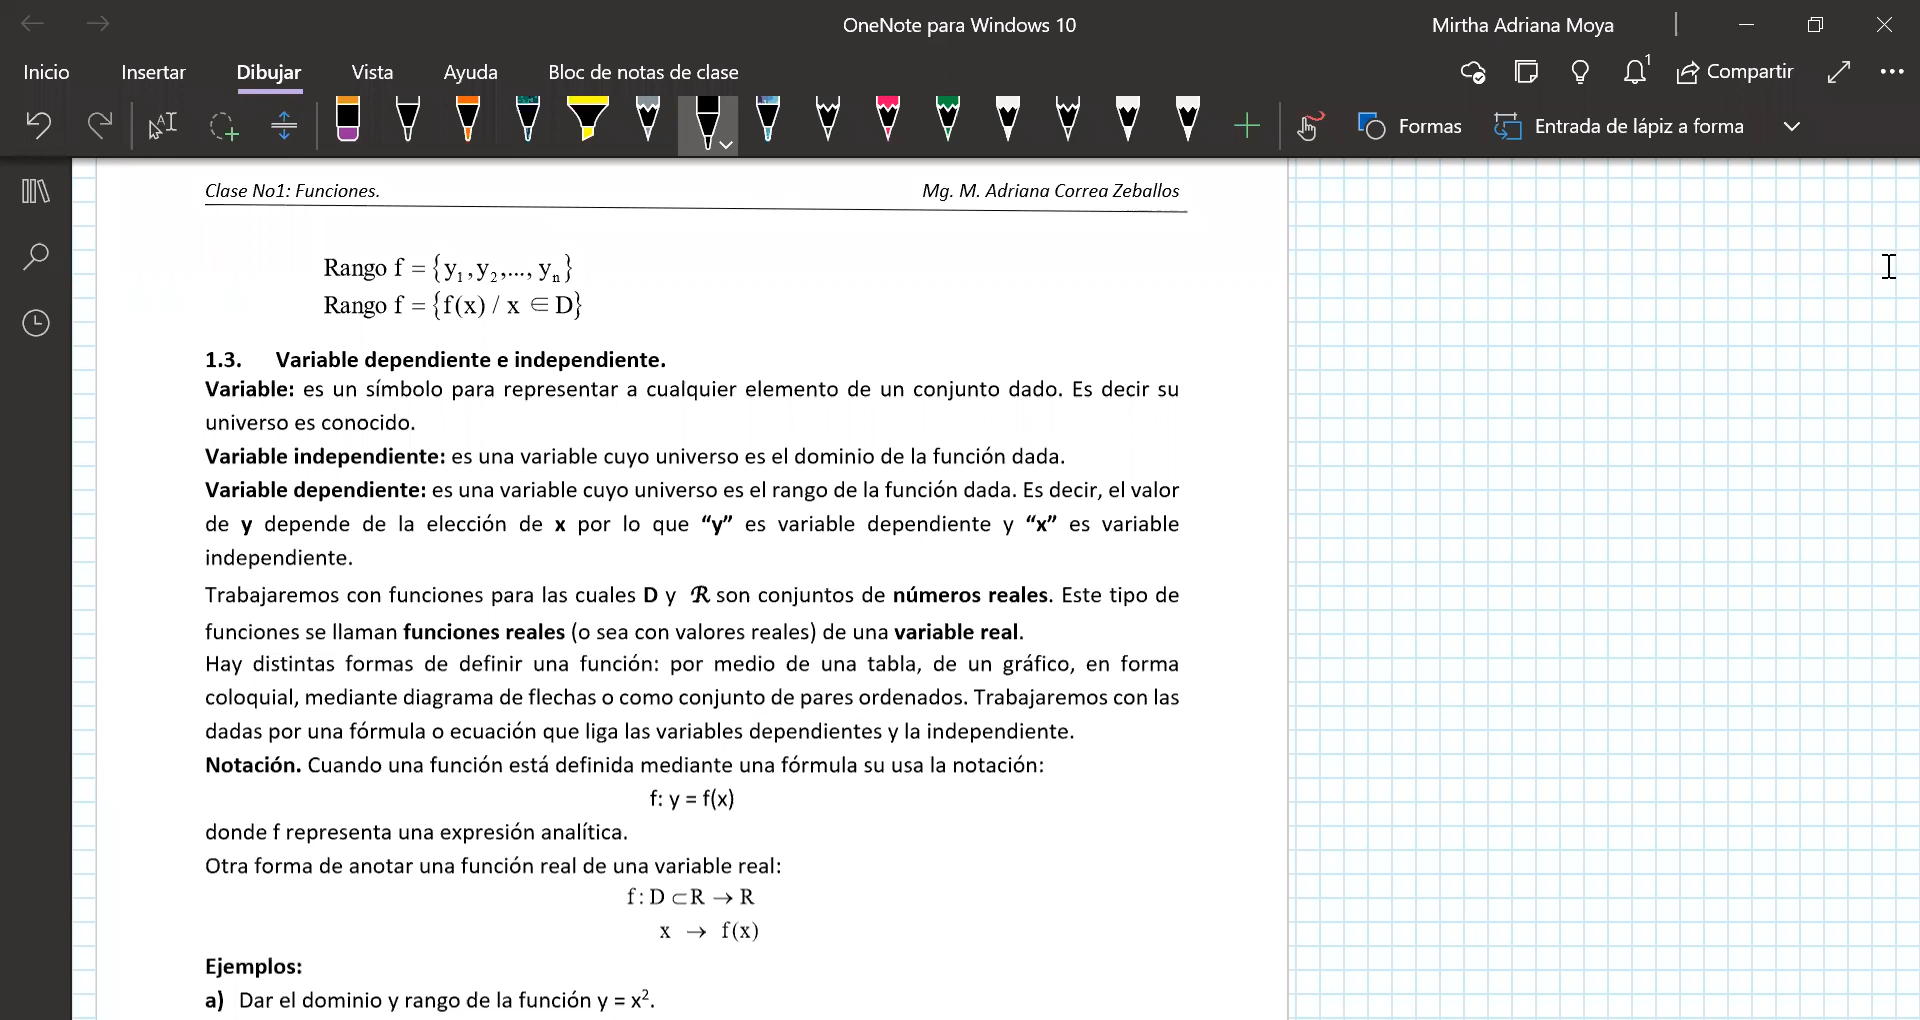 OneNote para Windows 10
Mirtha Adriana Moya
Inicio Insertar Dibujar Vista Ayuda Bloc de notas de clase
1 Compartir
Formas Entrada de lápiz a forma
Clase No1: Funciones. Mg. M. Adriana Correa Zeballos
Rango f = {y₁,y₂,..., yₙ}
Rango f = {f(x) / x ∈ D}
1.3. Variable dependiente e independiente.
Variable: es un símbolo para representar a cualquier elemento de un conjunto dado. Es decir su
universo es conocido.
Variable independiente: es una variable cuyo universo es el dominio de la función dada.
Variable dependiente: es una variable cuyo universo es el rango de la función dada. Es decir, el valor
de y depende de la elección de x por lo que “y” es variable dependiente y “x” es variable
independiente.
Trabajaremos con funciones para las cuales D y ℛ son conjuntos de números reales. Este tipo de
funciones se llaman funciones reales (o sea con valores reales) de una variable real.
Hay distintas formas de definir una función: por medio de una tabla, de un gráfico, en forma
coloquial, mediante diagrama de flechas o como conjunto de pares ordenados. Trabajaremos con las
dadas por una fórmula o ecuación que liga las variables dependientes y la independiente.
Notación. Cuando una función está definida mediante una fórmula su usa la notación:
f: y = f(x)
donde f representa una expresión analítica.
Otra forma de anotar una función real de una variable real:
f : D ⊂ R → R
x → f(x)
Ejemplos:
a) Dar el dominio y rango de la función y = x².